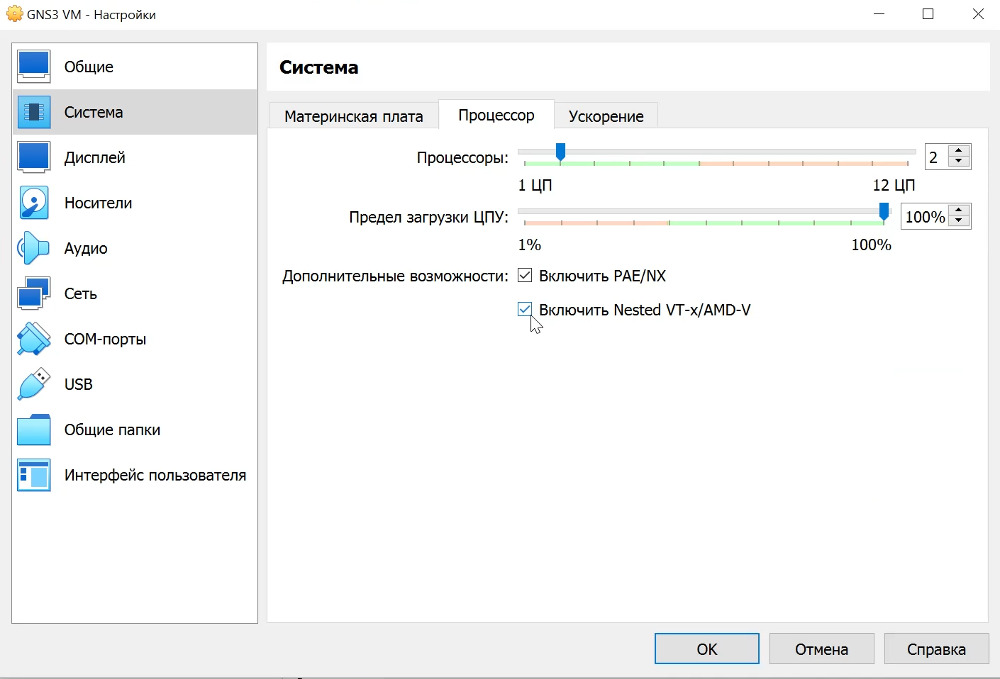 GNS3 VM - Настройки
Общие
Система
Дисплей
Носители
Аудио
Сеть
COM-порты
USB
Общие папки
Интерфейс пользователя
Система
Материнская плата
Процессор
Ускорение
Процессоры:
2
1 ЦП
12 ЦП
Предел загрузки ЦПУ:
100%
1%
100%
Дополнительные возможности:
Включить PAE/NX
Включить Nested VT-x/AMD-V
OK
Отмена
Справка